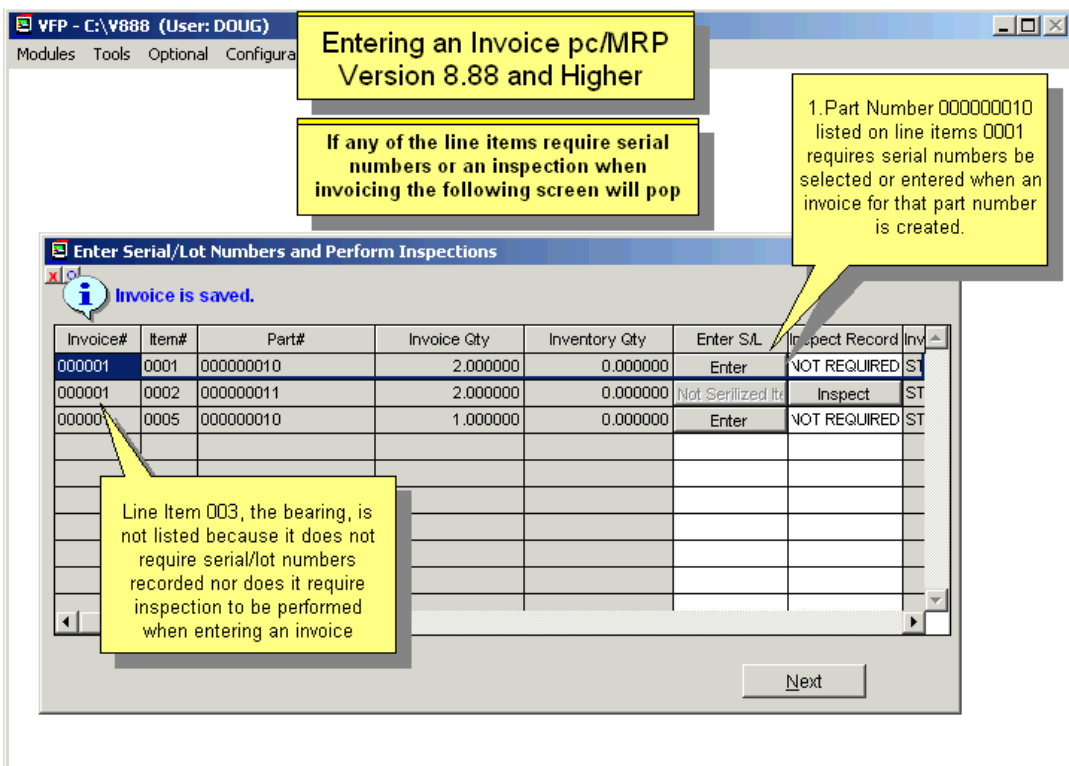 VFP - C:\V888 (User: DOUG)
Modules Tools Optional
Entering an Invoice pc/MRP
Version 8.88 and Higher
If any of the line items require serial
numbers or an inspection when
invoicing the following screen will pop
1.Part Number 000000010
listed on line items 0001
requires serial numbers be
selected or entered when an
invoice for that part number
is created.
Enter Serial/Lot Numbers and Perform Inspections
Invoice is saved.
Invoice# Item# Part# Invoice Qty Inventory Qty Enter S/L Inspect Record Inv
000001 0001 000000010 2.000000 0.000000 Enter NOT REQUIRED ST
000001 0002 000000011 2.000000 0.000000 Not Serilized Ite Inspect ST
000001 0005 000000010 1.000000 0.000000 Enter NOT REQUIRED ST
Line Item 003, the bearing, is
not listed because it does not
require serial/lot numbers
recorded nor does it require
inspection to be performed
when entering an invoice
Next